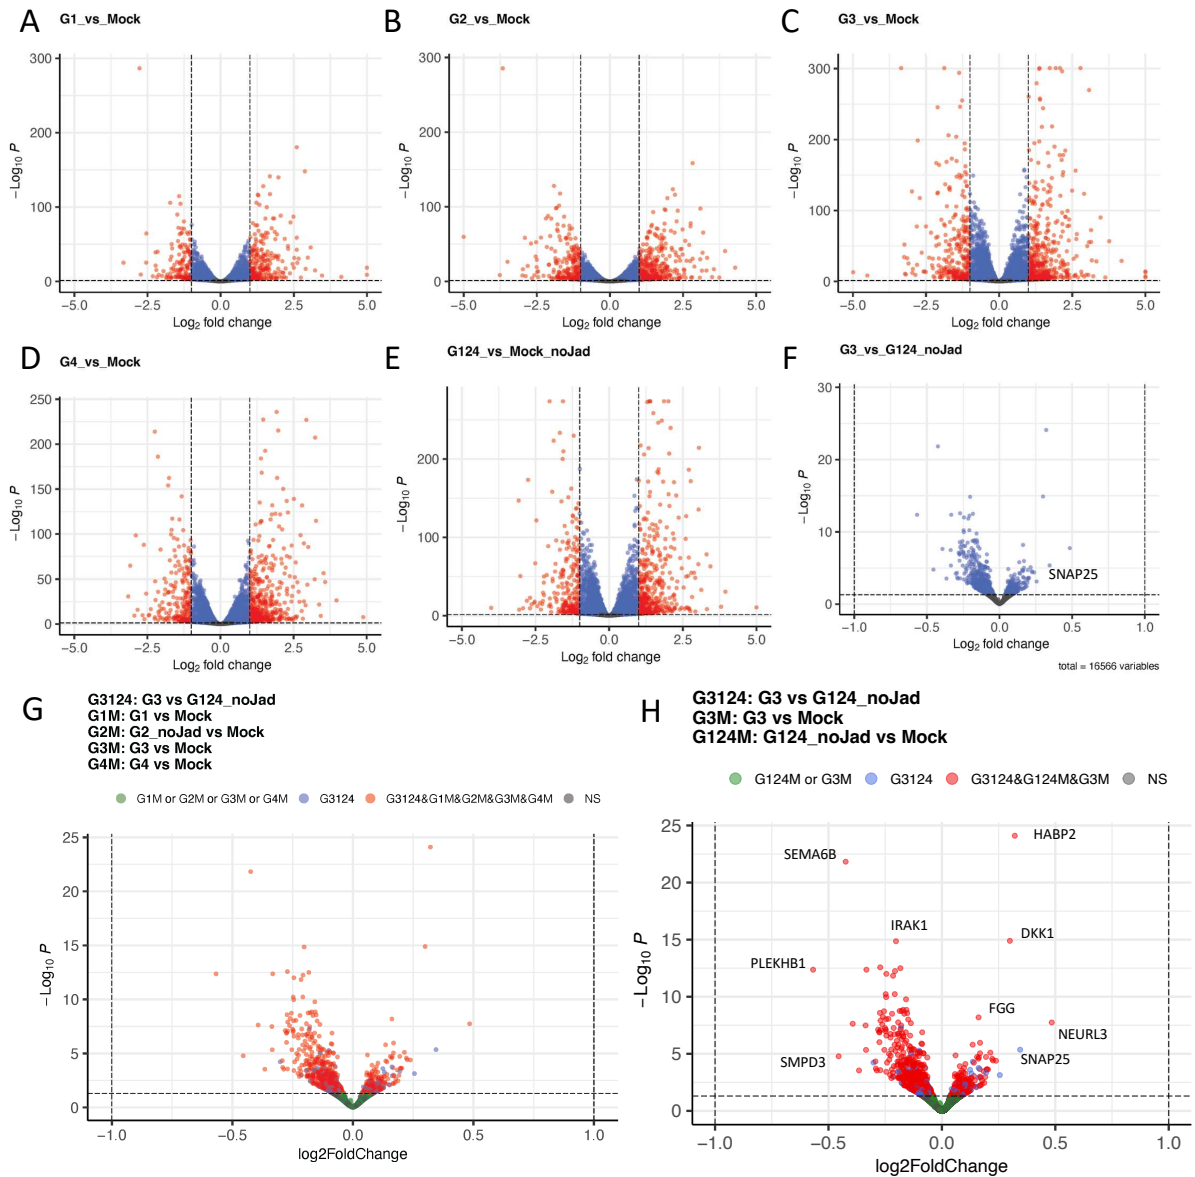 A
G1_vs_Mock
300
200
100
0
−Log10 P
−5.0 −2.5 0.0 2.5 5.0
Log2 fold change
B
G2_vs_Mock
300
200
100
0
−Log10 P
−5.0 −2.5 0.0 2.5 5.0
Log2 fold change
C
G3_vs_Mock
300
200
100
0
−Log10 P
−5.0 −2.5 0.0 2.5 5.0
Log2 fold change
D
G4_vs_Mock
250
200
150
100
50
0
−Log10 P
−5.0 −2.5 0.0 2.5 5.0
Log2 fold change
E
G124_vs_Mock_noJad
200
100
0
−Log10 P
−5.0 −2.5 0.0 2.5 5.0
Log2 fold change
F
G3_vs_G124_noJad
30
20
10
0
−Log10 P
SNAP25
−1.0 −0.5 0.0 0.5 1.0
Log2 fold change
total = 16566 variables
G
G3124: G3 vs G124_noJad
G1M: G1 vs Mock
G2M: G2_noJad vs Mock
G3M: G3 vs Mock
G4M: G4 vs Mock
G1M or G2M or G3M or G4M G3124 G3124&G1M&G2M&G3M&G4M NS
25
20
15
10
5
0
−Log10 P
−1.0 −0.5 0.0 0.5 1.0
log2FoldChange
H
G3124: G3 vs G124_noJad
G3M: G3 vs Mock
G124M: G124_noJad vs Mock
G124M or G3M G3124 G3124&G124M&G3M NS
25
20
15
10
5
0
−Log10 P
HABP2
SEMA6B
IRAK1
DKK1
PLEKHB1
FGG
NEURL3
SMPD3
SNAP25
−1.0 −0.5 0.0 0.5 1.0
log2FoldChange